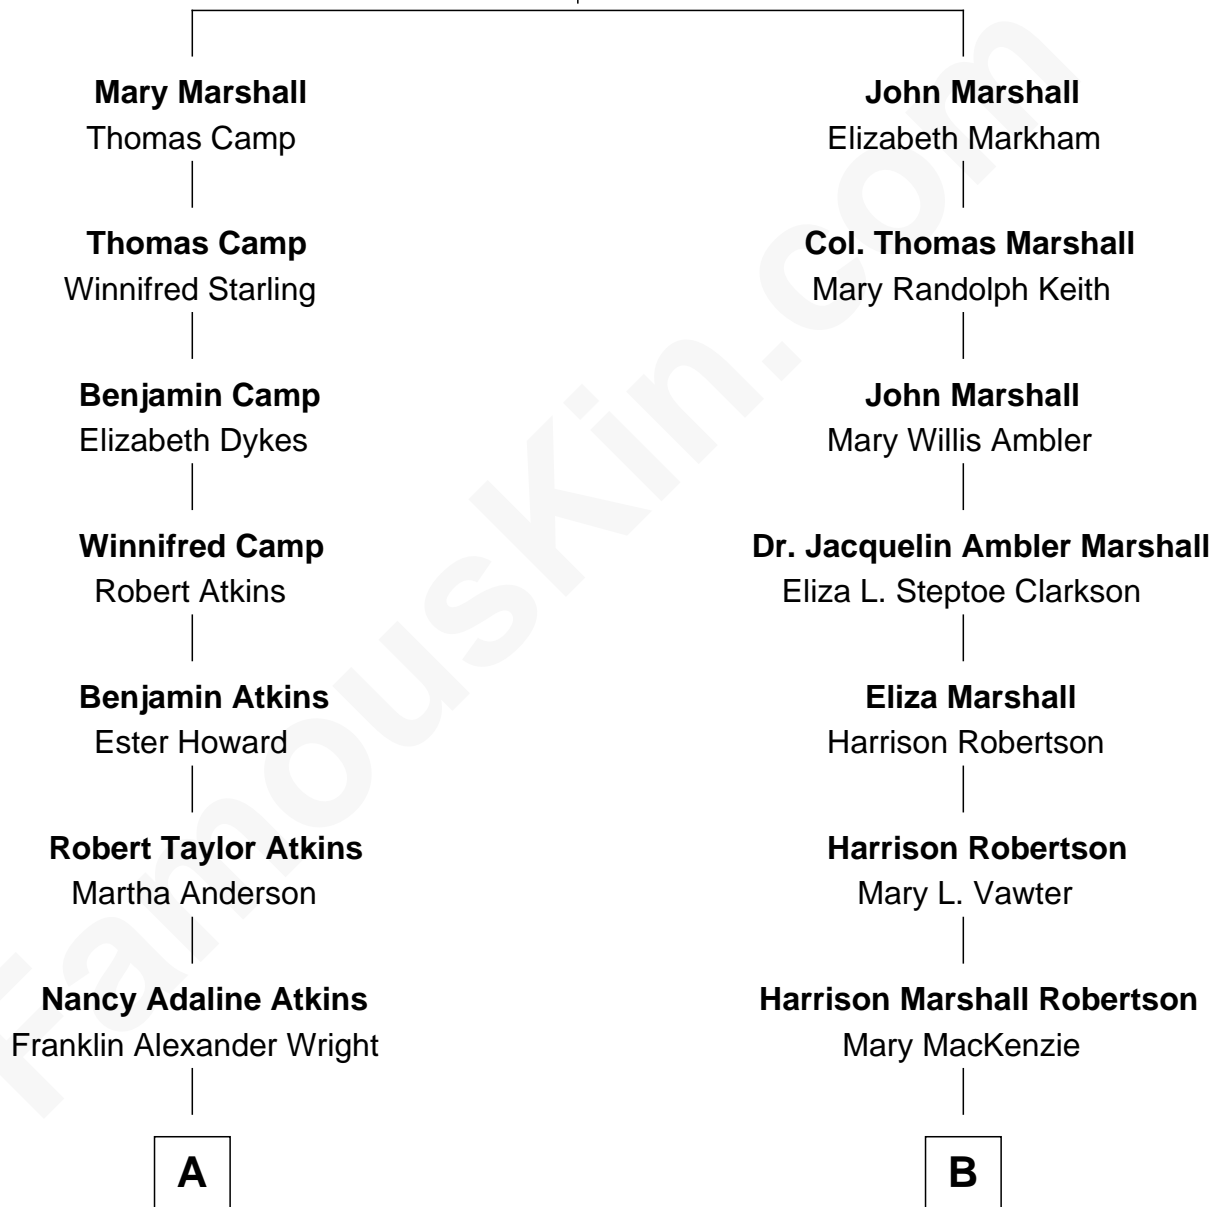 Mary Marshall
Thomas Camp
Thomas Camp
Winnifred Starling
Benjamin Camp
Elizabeth Dykes
Winnifred Camp
Robert Atkins
Benjamin Atkins
Ester Howard
Robert Taylor Atkins
Martha Anderson
Nancy Adaline Atkins
Franklin Alexander Wright
A
John Marshall
Elizabeth Markham
Col. Thomas Marshall
Mary Randolph Keith
John Marshall
Mary Willis Ambler
Dr. Jacquelin Ambler Marshall
Eliza L. Steptoe Clarkson
Eliza Marshall
Harrison Robertson
Harrison Robertson
Mary L. Vawter
Harrison Marshall Robertson
Mary MacKenzie
B
FamousKin.com